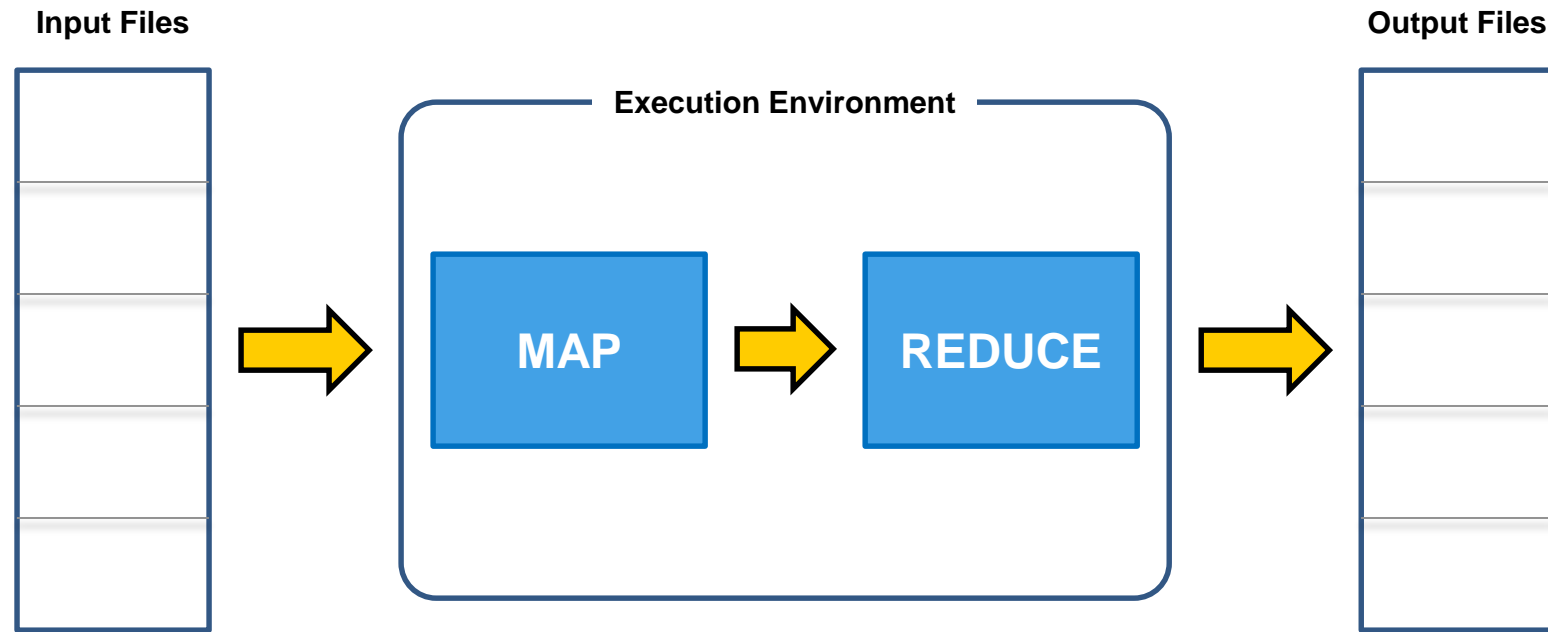 Input Files
Output Files
Execution Environment
MAP
REDUCE